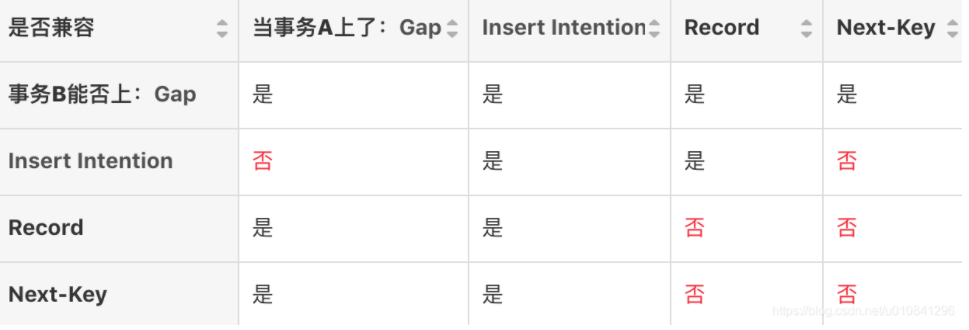 是否兼容 当事务A上了：Gap Insert Intention Record Next-Key
事务B能否上：Gap 是 是 是 是
Insert Intention 否 是 是 否
Record 是 是 否 否
Next-Key 是 是 否 否
https://blog.csdn.net/u010841296